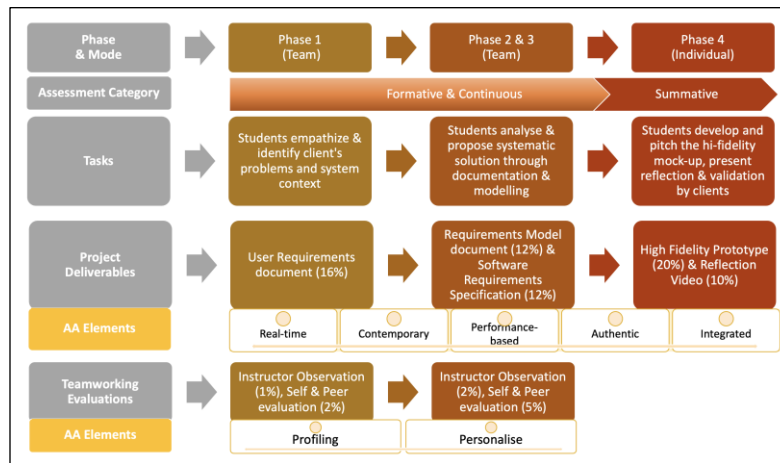 Phase
& Mode
Phase 1
(Team)
Phase 2 & 3
(Team)
Phase 4
(Individual)
Assessment Category
Formative & Continuous
Summative
Tasks
Students empathize &
identify client's
problems and system
context
Students analyse &
propose systematic
solution through
documentation &
modelling
Students develop and
pitch the hi-fidelity
mock-up, present
reflection & validation
by clients
Project
Deliverables
User Requirements
document (16%)
Requirements Model
document (12%) &
Software
Requirements
Specification (12%)
High Fidelity Prototype
(20%) & Reflection
Video (10%)
AA Elements
Real-time
Contemporary
Performance-
based
Authentic
Integrated
Teamworking
Evaluations
Instructor Observation
(1%), Self & Peer
evaluation (2%)
Instructor Observation
(2%), Self & Peer
evaluation (5%)
AA Elements
Profiling
Personalise